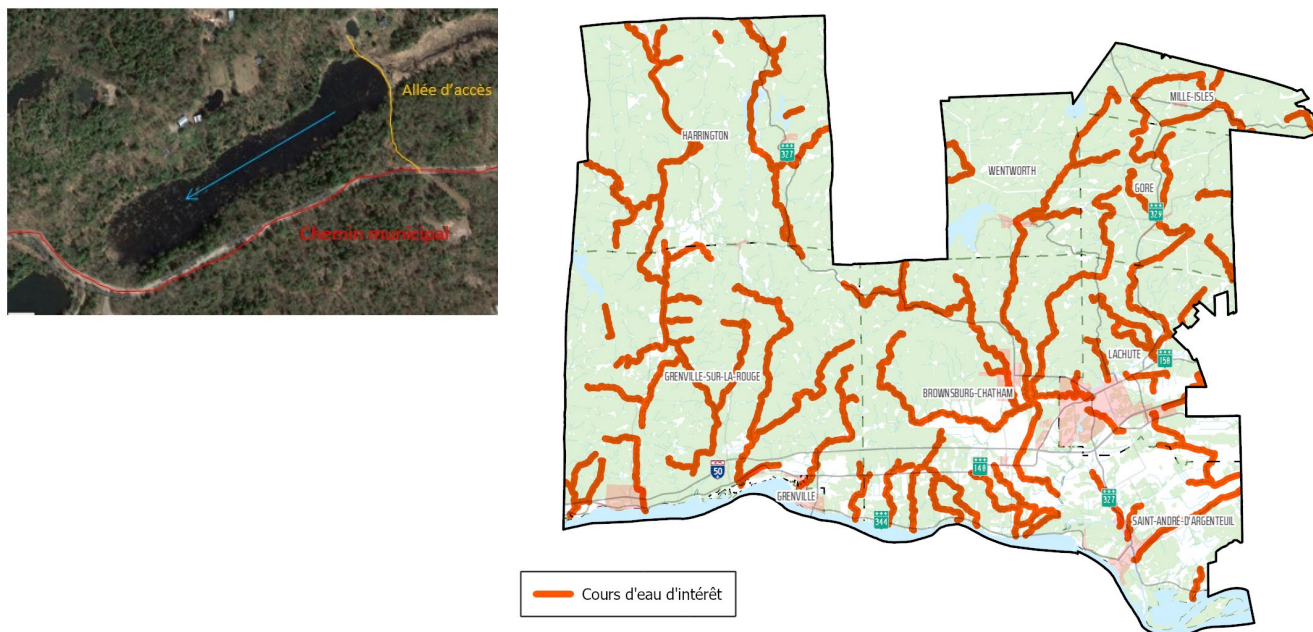 Allée d'accès
Chemin municipal
MILLE-ISLES
HARRINGTON
327
WENTWORTH
GORE
329
LACHUTE
158
GRENVILLE-SUR-LA-ROUGE
BROWNSBURG-CHATHAM
50
148
GRENVILLE
327
344
SAINT-ANDRÉ-D'ARGENTEUIL
Cours d'eau d'intérêt